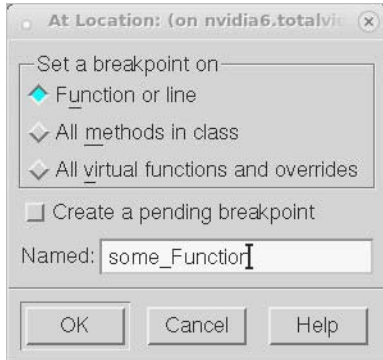 At Location: (on nvidia6.totalvi
Set a breakpoint on
Function or line
All methods in class
All virtual functions and overrides
Create a pending breakpoint
Named: some_Function
OK Cancel Help